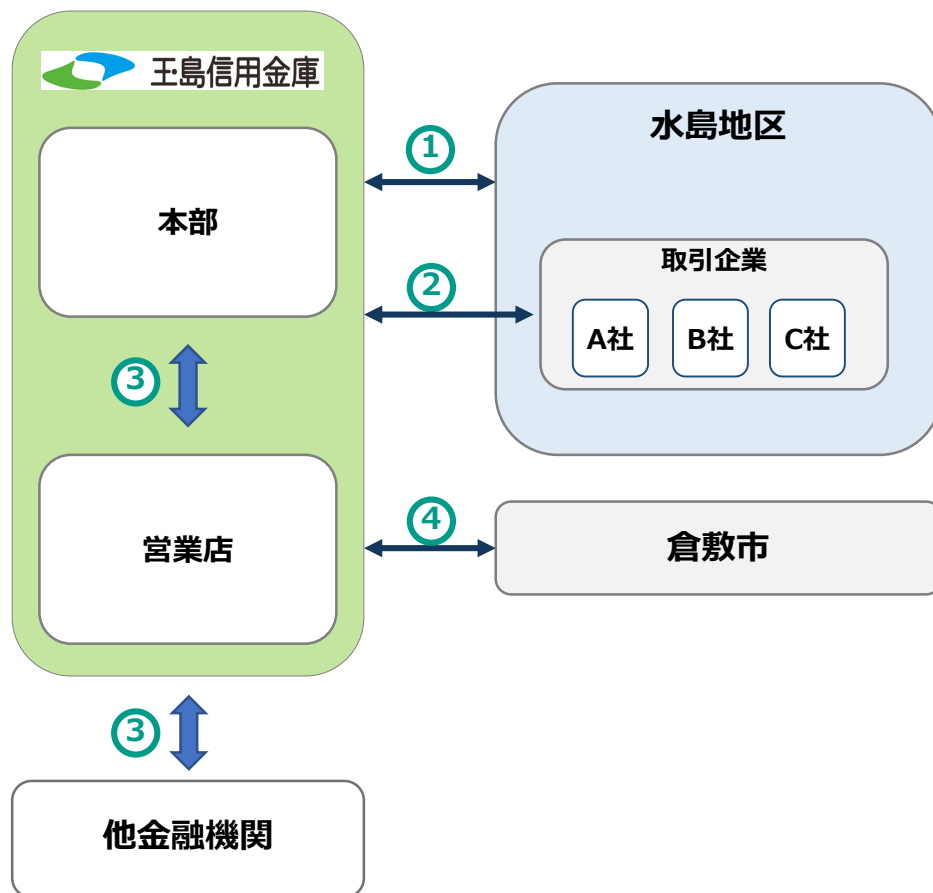 玉島信用金庫
水島地区
①
本部
取引企業
②
A社
B社
C社
③
営業店
④
倉敷市
③
他金融機関